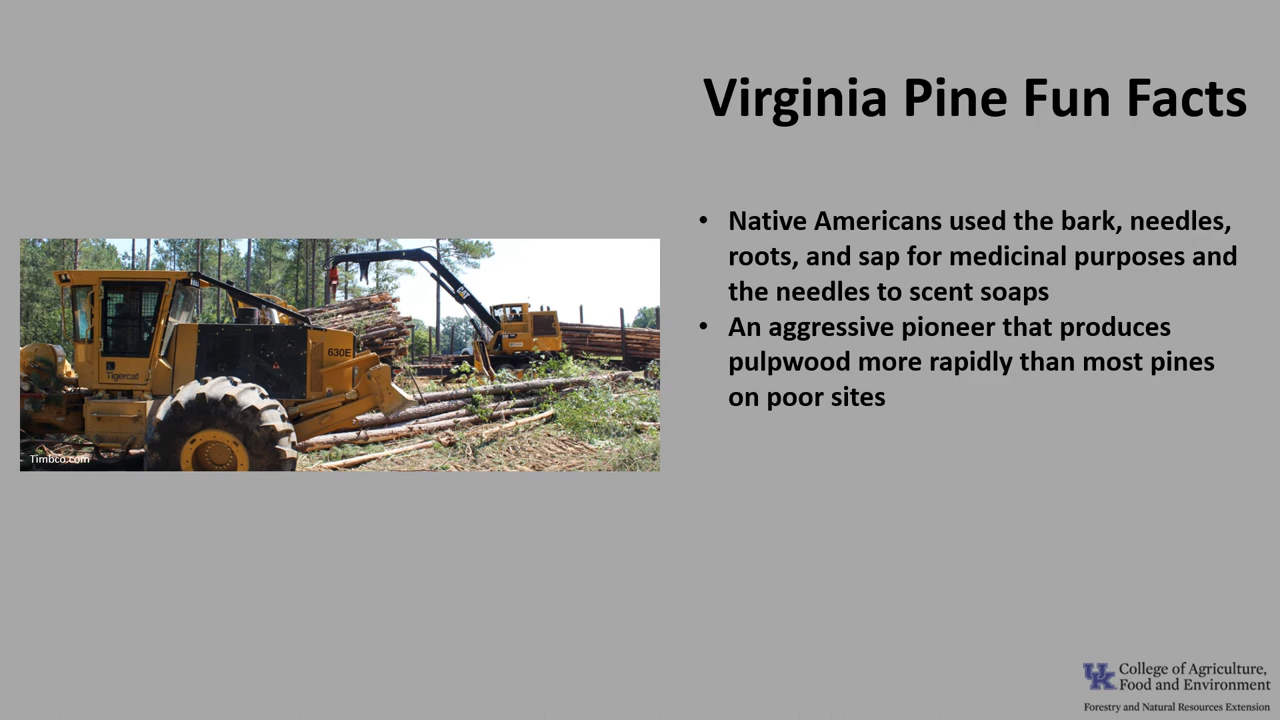 Virginia Pine Fun Facts
• Native Americans used the bark, needles,
roots, and sap for medicinal purposes and
the needles to scent soaps
• An aggressive pioneer that produces
pulpwood more rapidly than most pines
on poor sites
630E
Tigercat
CAT
Timbco.com
UK
College of Agriculture,
Food and Environment
Forestry and Natural Resources Extension